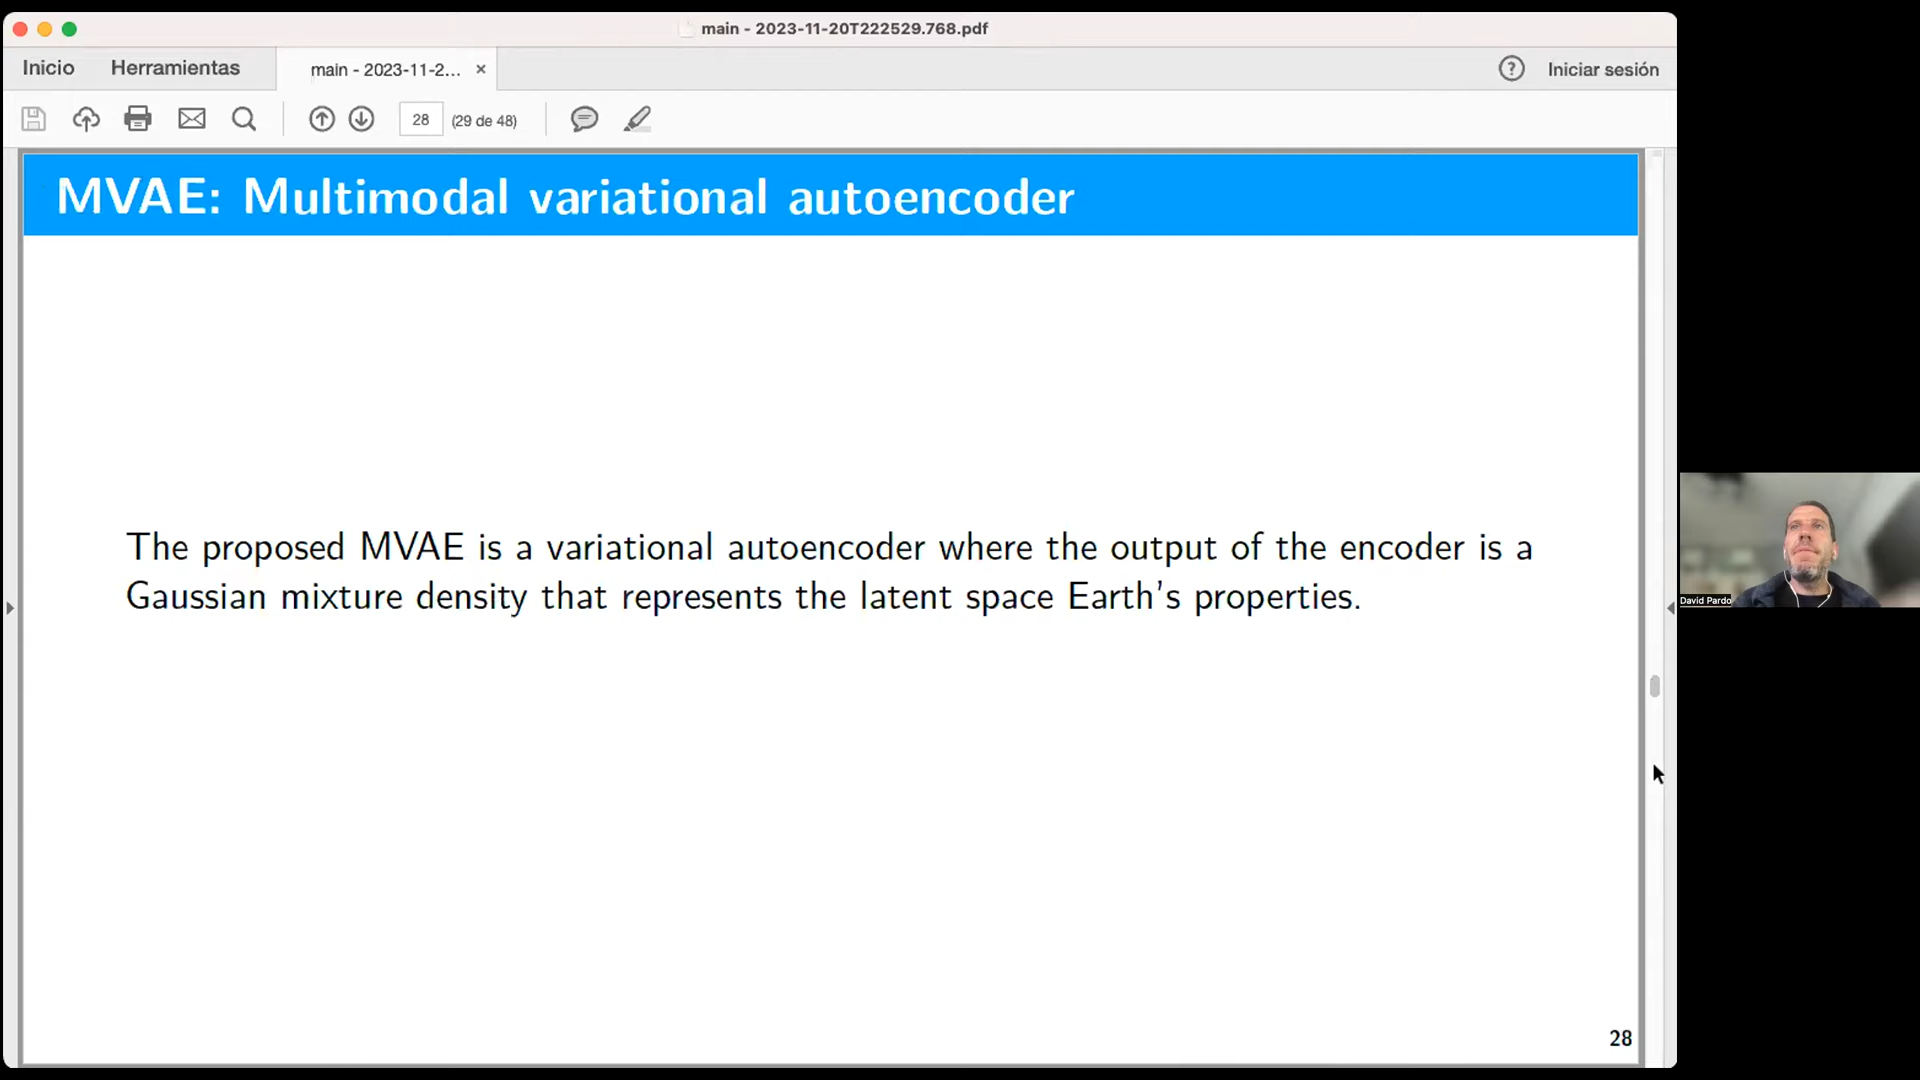 main - 2023-11-20T222529.768.pdf
Inicio Herramientas main - 2023-11-2... × ? Iniciar sesión
28 (29 de 48)
MVAE: Multimodal variational autoencoder
The proposed MVAE is a variational autoencoder where the output of the encoder is a
Gaussian mixture density that represents the latent space Earth's properties.
David Pardo
28